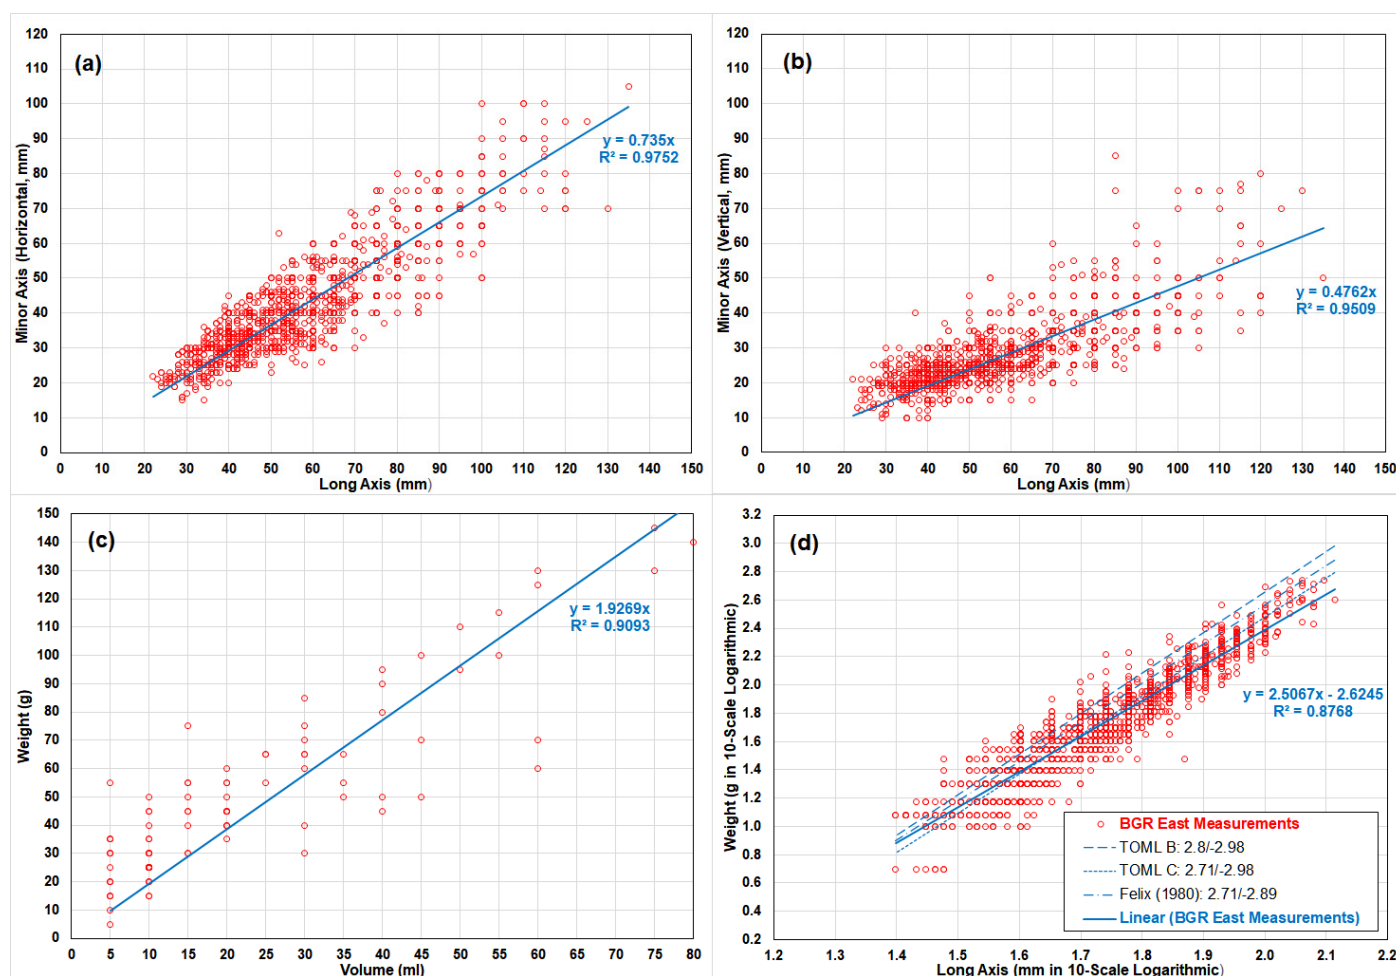 (a)
Minor Axis (Horizontal, mm)
120
110
100
90
80
70
60
50
40
30
20
10
0
y = 0.735x
R² = 0.9752
0 10 20 30 40 50 60 70 80 90 100 110 120 130 140 150
Long Axis (mm)
(b)
Minor Axis (Vertical, mm)
120
110
100
90
80
70
60
50
40
30
20
10
0
y = 0.4762x
R² = 0.9509
0 10 20 30 40 50 60 70 80 90 100 110 120 130 140 150
Long Axis (mm)
(c)
Weight (g)
150
140
130
120
110
100
90
80
70
60
50
40
30
20
10
0
y = 1.9269x
R² = 0.9093
0 5 10 15 20 25 30 35 40 45 50 55 60 65 70 75 80
Volume (ml)
(d)
Weight (g in 10-Scale Logarithmic)
3.2
3.0
2.8
2.6
2.4
2.2
2.0
1.8
1.6
1.4
1.2
1.0
0.8
0.6
0.4
0.2
y = 2.5067x - 2.6245
R² = 0.8768
BGR East Measurements
TOML B: 2.8/-2.98
TOML C: 2.71/-2.98
Felix (1980): 2.71/-2.89
Linear (BGR East Measurements)
1.2 1.3 1.4 1.5 1.6 1.7 1.8 1.9 2.0 2.1 2.2
Long Axis (mm in 10-Scale Logarithmic